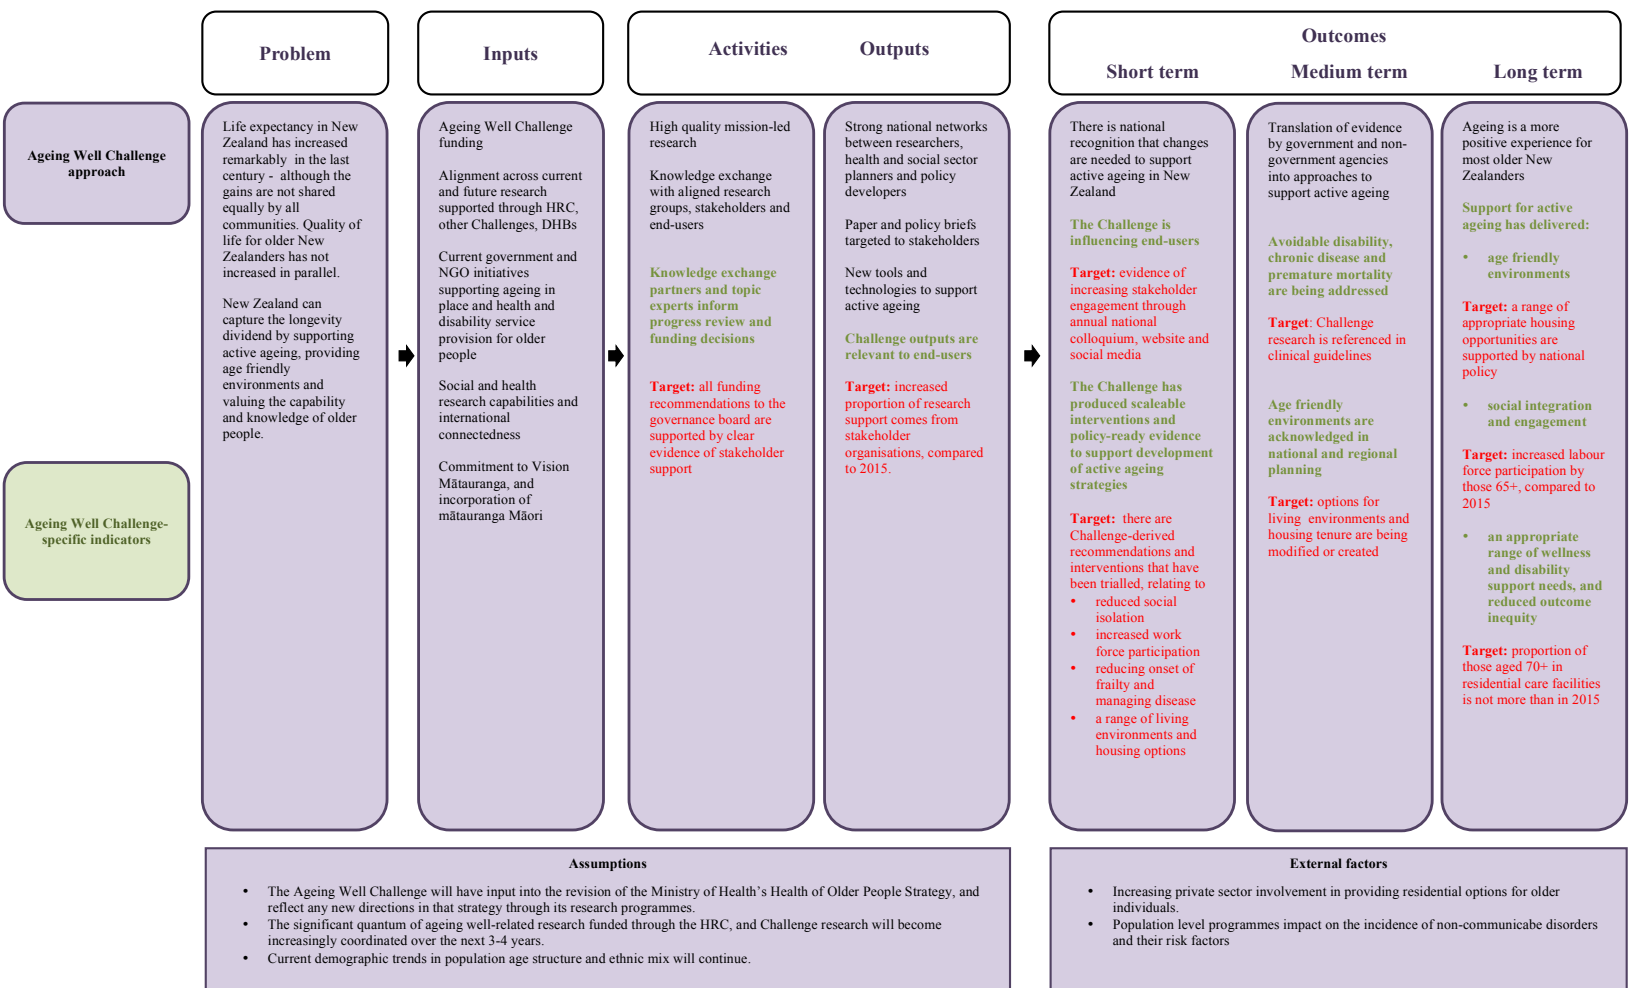 Problem
Inputs
Activities
Outputs
Outcomes
Short term
Medium term
Long term
Ageing Well Challenge
approach
Ageing Well Challenge-
specific indicators
Life expectancy in New
Zealand has increased
remarkably in the last
century - although the
gains are not shared
equally by all
communities. Quality of
life for older New
Zealanders has not
increased in parallel.
New Zealand can
capture the longevity
dividend by supporting
active ageing, providing
age friendly
environments and
valuing the capability
and knowledge of older
people.
Ageing Well Challenge
funding
Alignment across current
and future research
supported through HRC,
other Challenges, DHBs
Current government and
NGO initiatives
supporting ageing in
place and health and
disability service
provision for older
people
Social and health
research capabilities and
international
connectedness
Commitment to Vision
Mātauranga, and
incorporation of
mātauranga Māori
High quality mission-led
research
Knowledge exchange
with aligned research
groups, stakeholders and
end-users
Knowledge exchange
partners and topic
experts inform
progress review and
funding decisions
Target: all funding
recommendations to the
governance board are
supported by clear
evidence of stakeholder
support
Strong national networks
between researchers,
health and social sector
planners and policy
developers
Paper and policy briefs
targeted to stakeholders
New tools and
technologies to support
active ageing
Challenge outputs are
relevant to end-users
Target: increased
proportion of research
support comes from
stakeholder
organisations, compared
to 2015.
There is national
recognition that changes
are needed to support
active ageing in New
Zealand
The Challenge is
influencing end-users
Target: evidence of
increasing stakeholder
engagement through
annual national
colloquium, website and
social media
The Challenge has
produced scaleable
interventions and
policy-ready evidence
to support development
of active ageing
strategies
Target: there are
Challenge-derived
recommendations and
interventions that have
been trialled, relating to
• reduced social
isolation
• increased work
force participation
• reducing onset of
frailty and
managing disease
• a range of living
environments and
housing options
Translation of evidence
by government and non-
government agencies
into approaches to
support active ageing
Avoidable disability,
chronic disease and
premature mortality
are being addressed
Target: Challenge
research is referenced in
clinical guidelines
Age friendly
environments are
acknowledged in
national and regional
planning
Target: options for
living environments and
housing tenure are being
modified or created
Ageing is a more
positive experience for
most older New
Zealanders
Support for active
ageing has delivered:
• age friendly
environments
Target: a range of
appropriate housing
opportunities are
supported by national
policy
• social integration
and engagement
Target: increased labour
force participation by
those 65+, compared to
2015
• an appropriate
range of wellness
and disability
support needs, and
reduced outcome
inequity
Target: proportion of
those aged 70+ in
residential care facilities
is not more than in 2015
Assumptions
• The Ageing Well Challenge will have input into the revision of the Ministry of Health’s Health of Older People Strategy, and
reflect any new directions in that strategy through its research programmes.
• The significant quantum of ageing well-related research funded through the HRC, and Challenge research will become
increasingly coordinated over the next 3-4 years.
• Current demographic trends in population age structure and ethnic mix will continue.
External factors
• Increasing private sector involvement in providing residential options for older
individuals.
• Population level programmes impact on the incidence of non-communicabe disorders
and their risk factors